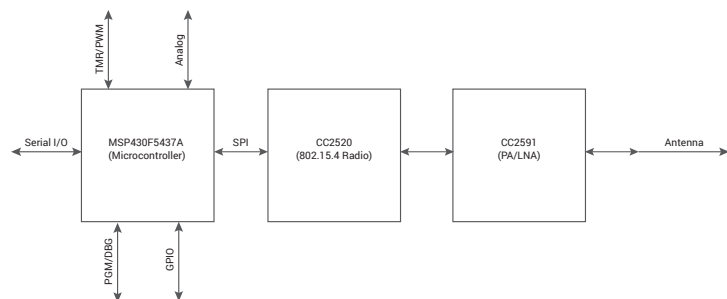 TMR/PWM
Analog
Serial I/O
MSP430F5437A
(Microcontroller)
SPI
CC2520
(802.15.4 Radio)
CC2591
(PA/LNA)
Antenna
PGM/DBG
GPIO